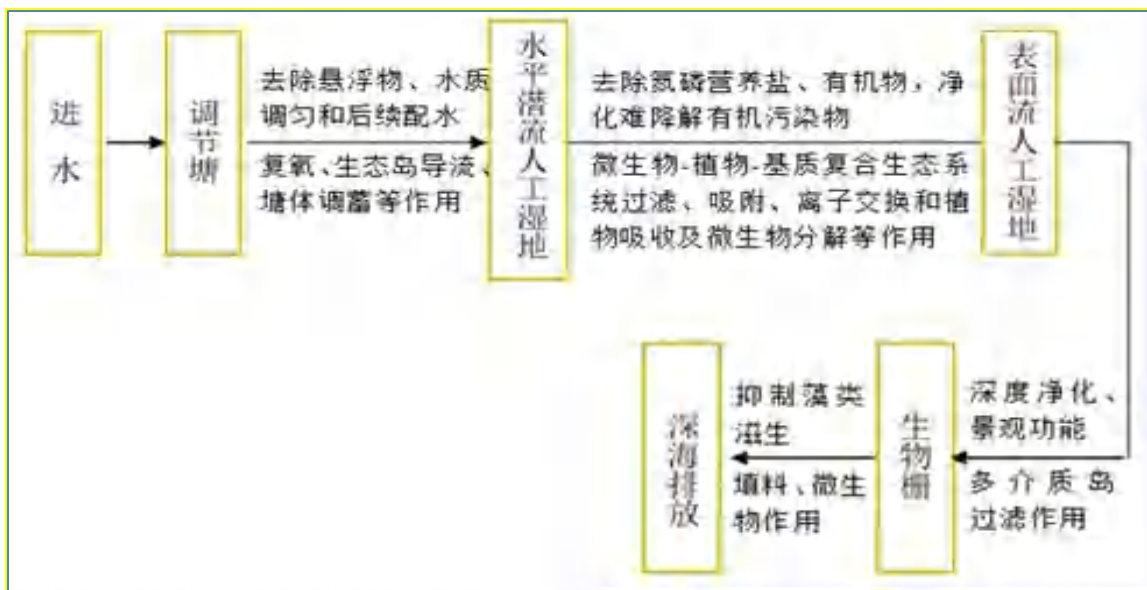 进水
调节塘
去除悬浮物、水质
调匀和后续配水
复氧、生态岛导流、
塘体调蓄等作用
水平潜流人工湿地
去除氮磷营养盐、有机物，净
化难降解有机污染物
微生物-植物-基质复合生态系
统过滤、吸附、离子交换和植
物吸收及微生物分解等作用
表面流人工湿地
深度净化、
景观功能
多介质岛
过滤作用
生物栅
抑制藻类
滋生
填料、微生
物作用
深海排放